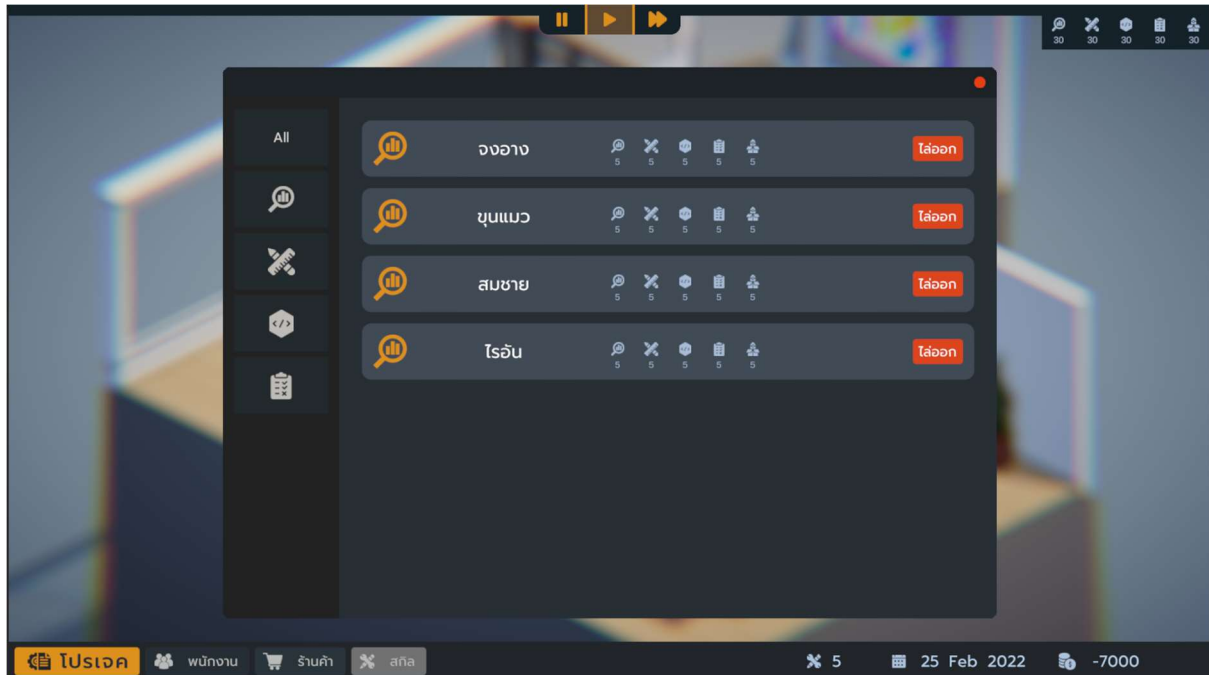 30 30 30 30 30
All
จงอาง 5 5 5 5 5 ไล่ออก
ขุนแมว 5 5 5 5 5 ไล่ออก
สมชาย 5 5 5 5 5 ไล่ออก
ไรอัน 5 5 5 5 5 ไล่ออก
โปรเจค พนักงาน ร้านค้า สกิล 5 25 Feb 2022 -7000